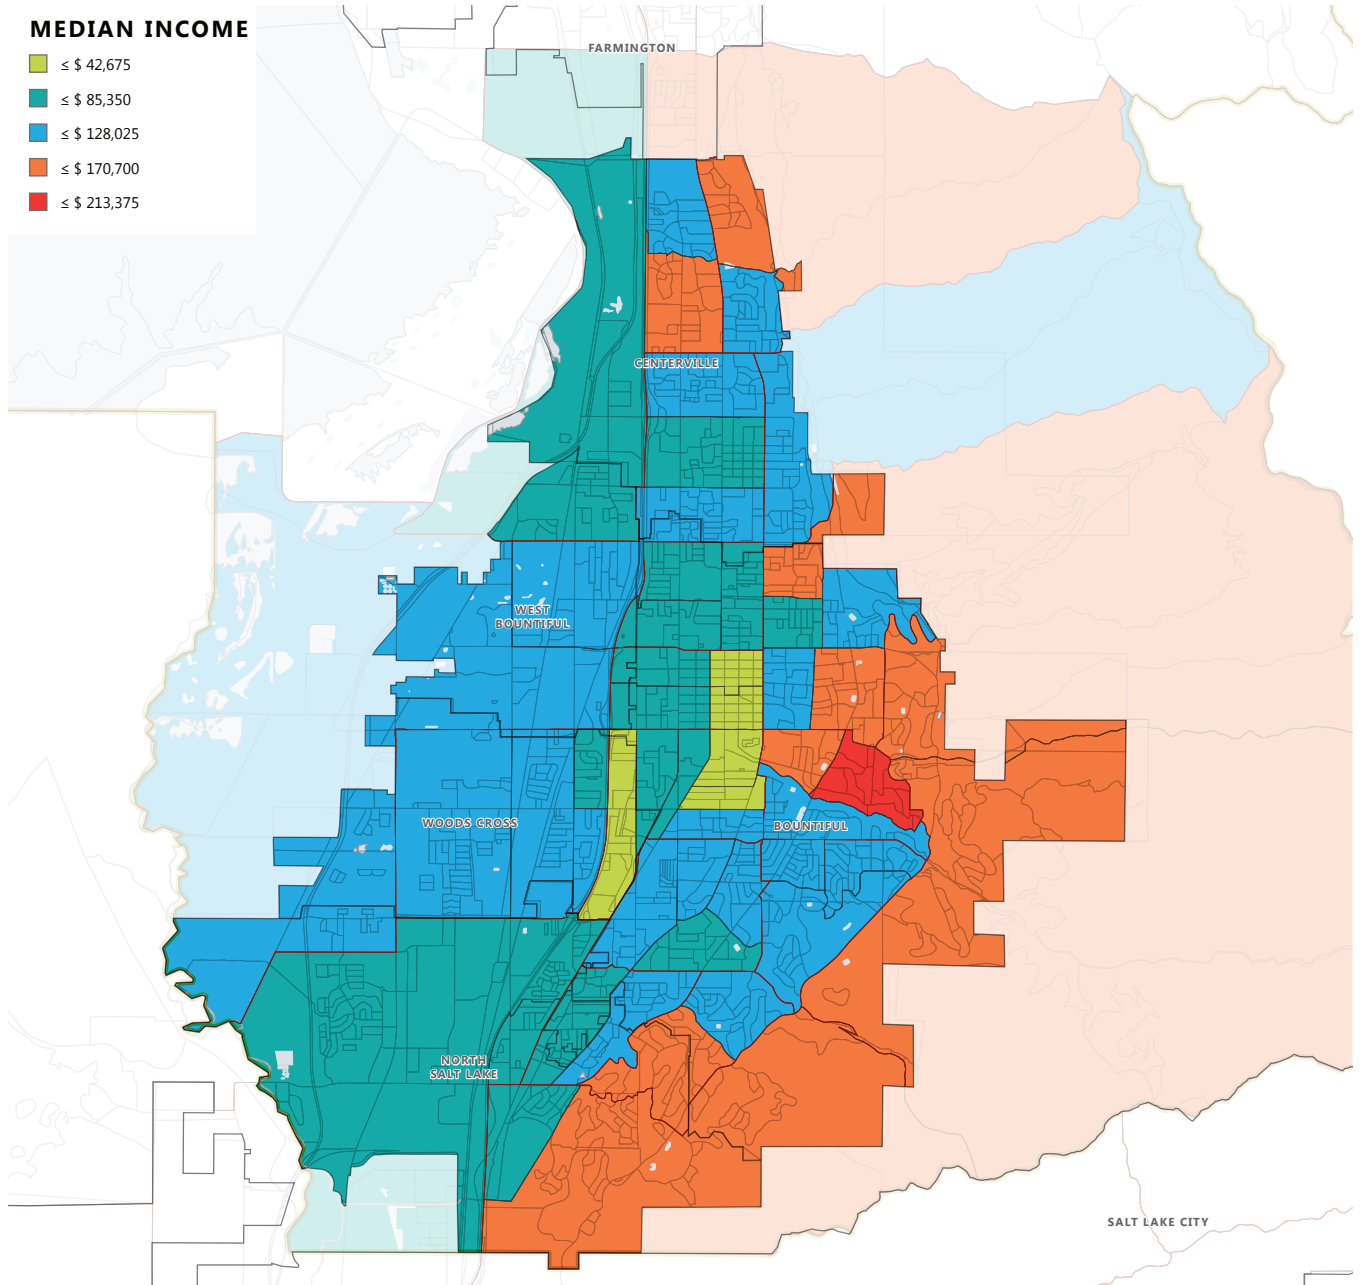 MEDIAN INCOME
≤ $ 42,675
≤ $ 85,350
≤ $ 128,025
≤ $ 170,700
≤ $ 213,375
FARMINGTON
CENTERVILLE
WEST
BOUNTIFUL
WOODS CROSS
BOUNTIFUL
NORTH
SALT LAKE
SALT LAKE CITY